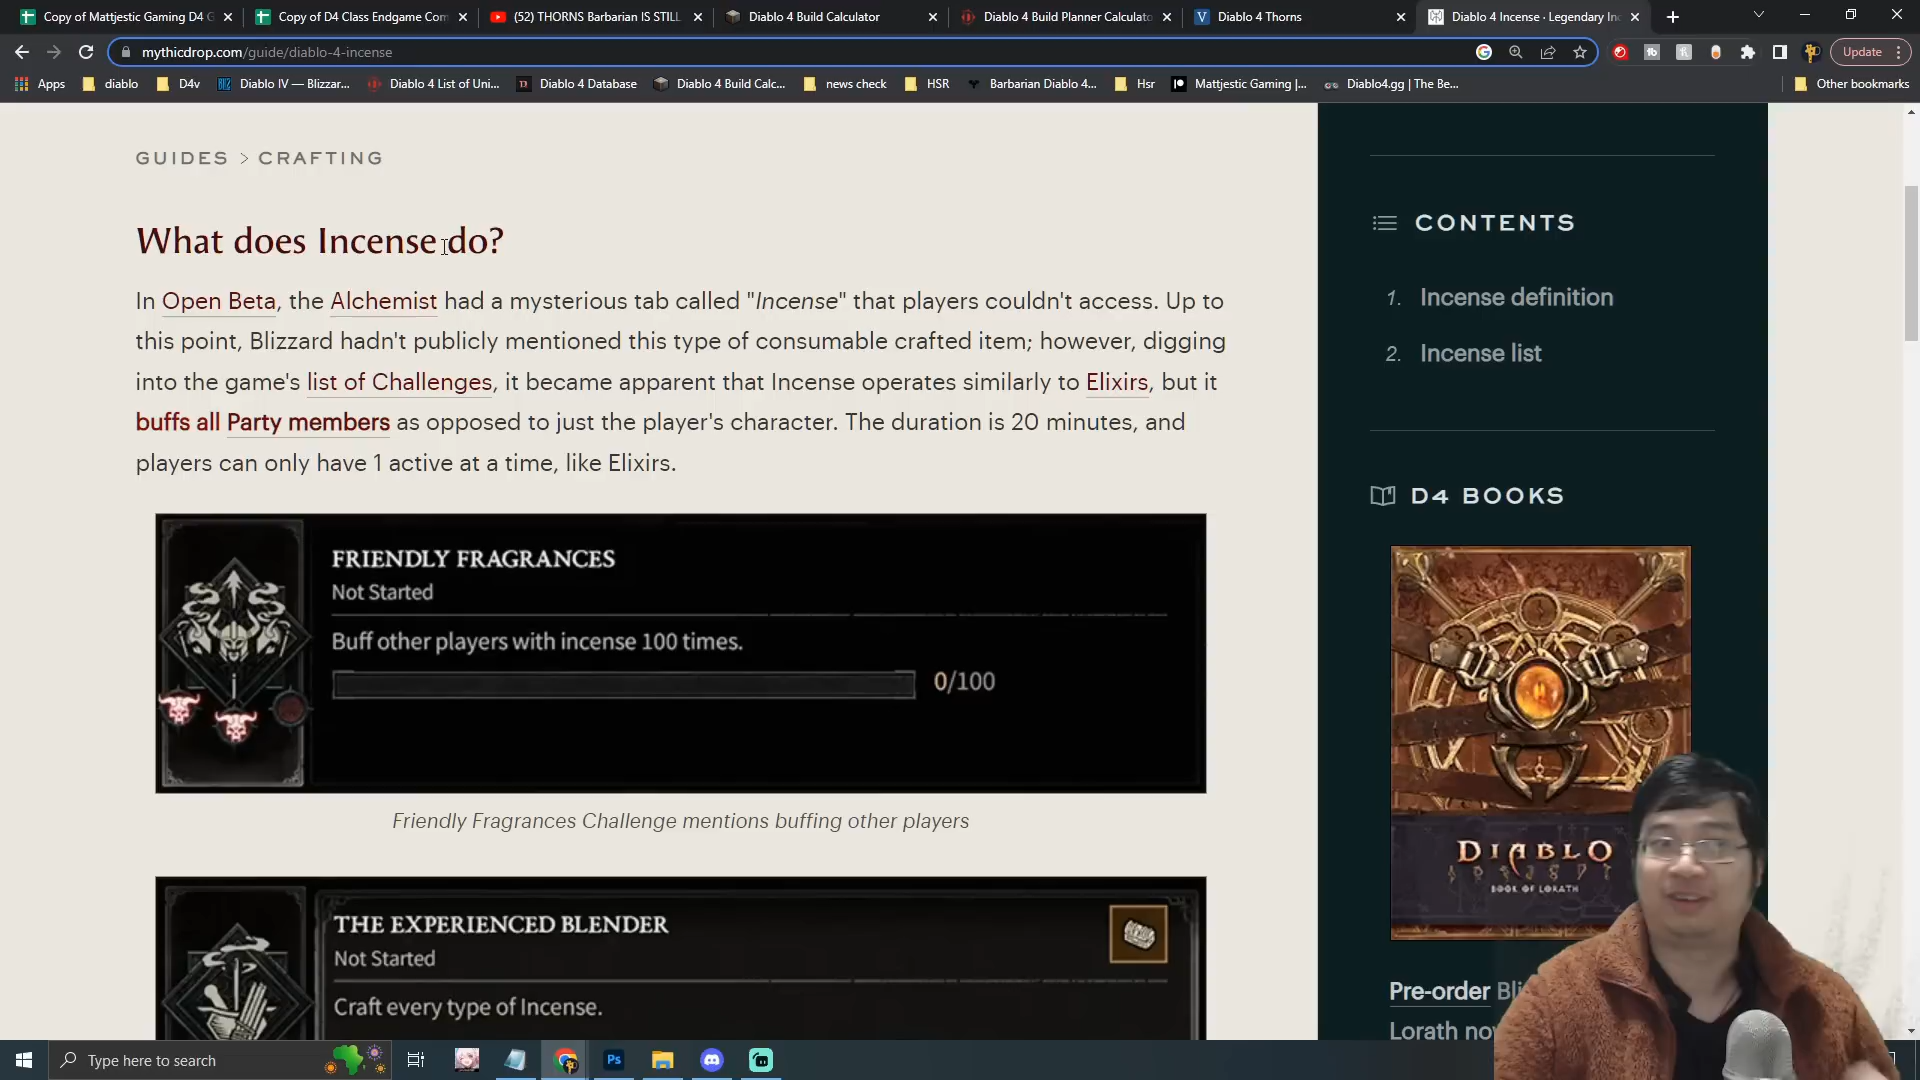 Copy of Mattjestic Gaming D4 G
Copy of D4 Class Endgame Com
(52) THORNS Barbarian IS STILL
Diablo 4 Build Calculator
Diablo 4 Build Planner Calculato
Diablo 4 Thorns
Diablo 4 Incense · Legendary In
mythicdrop.com/guide/diablo-4-incense
Update
Apps
diablo
D4v
Diablo IV — Blizzar...
Diablo 4 List of Uni...
Diablo 4 Database
Diablo 4 Build Calc...
news check
HSR
Barbarian Diablo 4...
Hsr
Mattjestic Gaming |...
Diablo4.gg | The Be...
Other bookmarks
GUIDES > CRAFTING
What does Incense do?
In Open Beta, the Alchemist had a mysterious tab called "Incense" that players couldn't access. Up to
this point, Blizzard hadn't publicly mentioned this type of consumable crafted item; however, digging
into the game's list of Challenges, it became apparent that Incense operates similarly to Elixirs, but it
buffs all Party members as opposed to just the player's character. The duration is 20 minutes, and
players can only have 1 active at a time, like Elixirs.
FRIENDLY FRAGRANCES
Not Started
Buff other players with incense 100 times.
0/100
Friendly Fragrances Challenge mentions buffing other players
THE EXPERIENCED BLENDER
Not Started
Craft every type of Incense.
CONTENTS
1. Incense definition
2. Incense list
D4 BOOKS
DIABLO
BOOK OF LORATH
Pre-order Bli
Lorath now
Type here to search
Ps